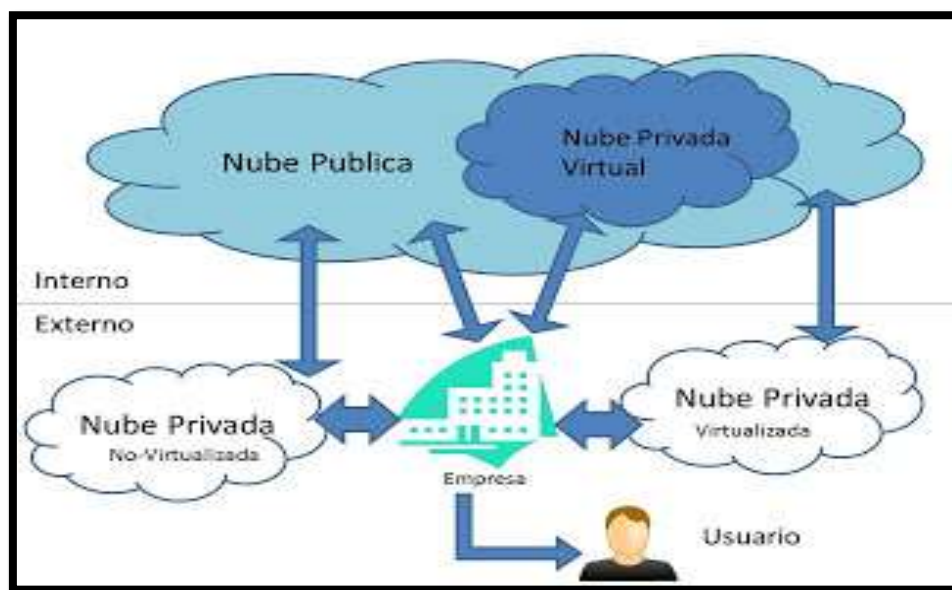 Nube Publica
Nube Privada
Virtual
Interno
Externo
Nube Privada
No-Virtualizada
Nube Privada
Virtualizada
Empresa
Usuario